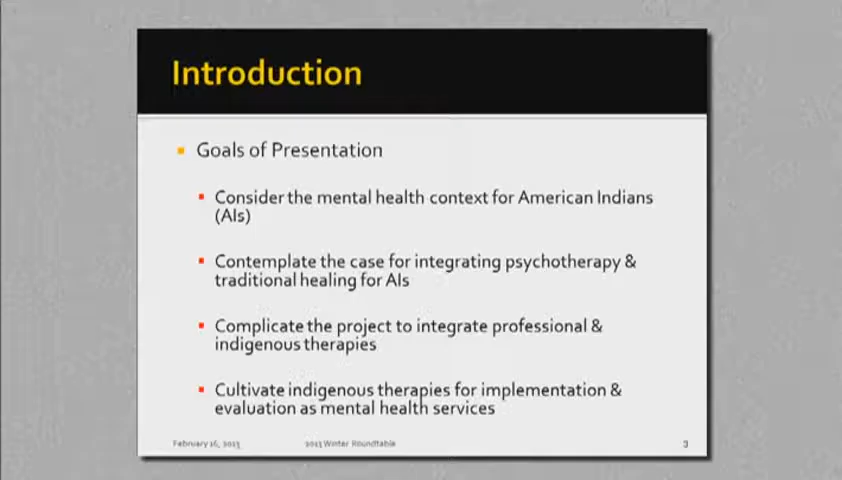 Introduction
Goals of Presentation
Consider the mental health context for American Indians
(AIs)
Contemplate the case for integrating psychotherapy &
traditional healing for AIs
Complicate the project to integrate professional &
indigenous therapies
Cultivate indigenous therapies for implementation &
evaluation as mental health services
February 16, 2013 2013 Winter Roundtable 3